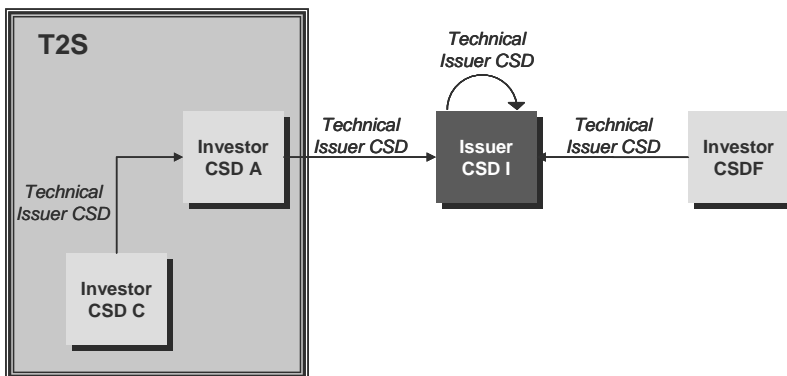 T2S
Technical
Issuer CSD
Investor
CSD A
Technical
Issuer CSD
Issuer
CSD I
Technical
Issuer CSD
Investor
CSDF
Technical
Issuer CSD
Investor
CSD C